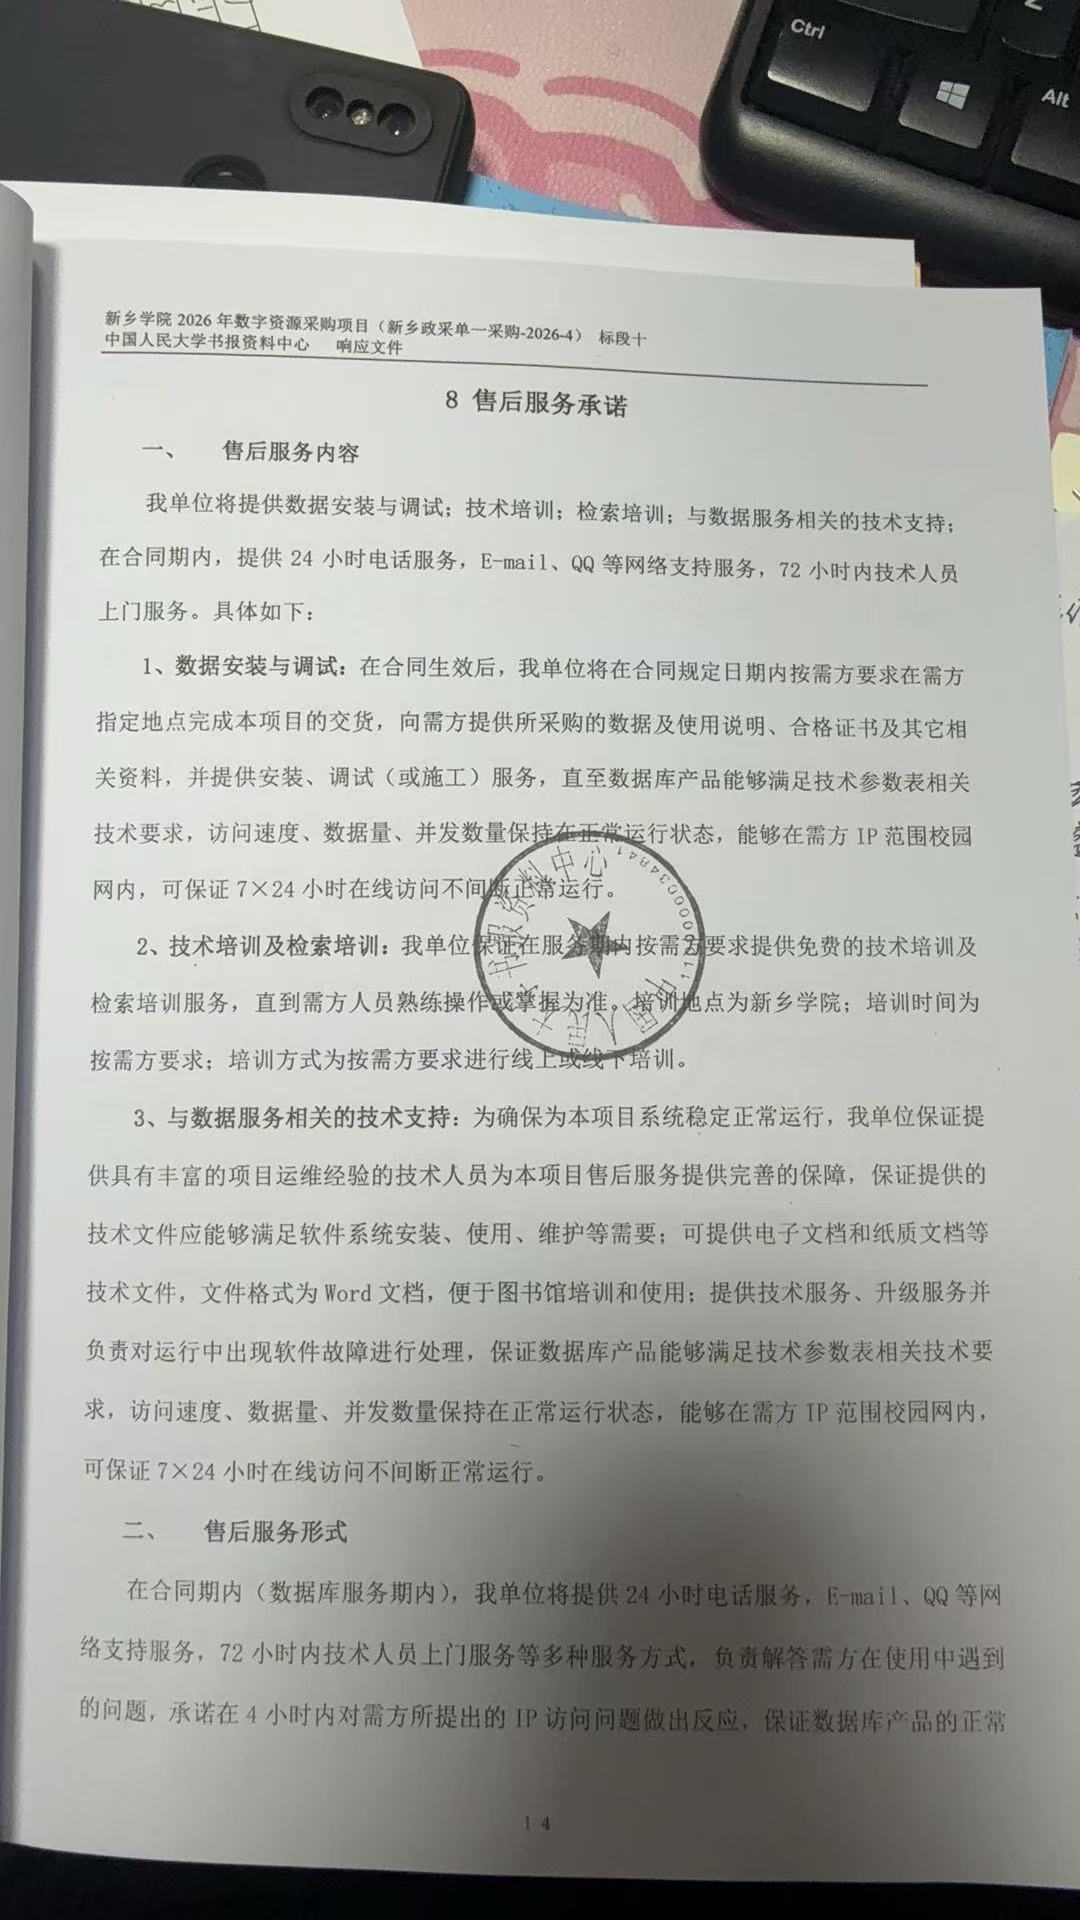 Ctrl
Alt
新乡学院 2026 年数字资源采购项目（新乡政采单一采购-2026-4） 标段十
中国人民大学书报资料中心 响应文件
8 售后服务承诺
一、 售后服务内容
我单位将提供数据安装与调试；技术培训；检索培训；与数据服务相关的技术支持；
在合同期内，提供 24 小时电话服务，E-mail、QQ 等网络支持服务，72 小时内技术人员
上门服务。具体如下：
1、数据安装与调试：在合同生效后，我单位将在合同规定日期内按需方要求在需方
指定地点完成本项目的交货，向需方提供所采购的数据及使用说明、合格证书及其它相
关资料，并提供安装、调试（或施工）服务，直至数据库产品能够满足技术参数表相关
技术要求，访问速度、数据量、并发数量保持在正常运行状态，能够在需方 IP 范围校园
网内，可保证 7×24 小时在线访问不间断正常运行。
2、技术培训及检索培训：我单位保证在服务期内按需方要求提供免费的技术培训及
检索培训服务，直到需方人员熟练操作或掌握为准。培训地点为新乡学院；培训时间为
按需方要求；培训方式为按需方要求进行线上或线下培训。
3、与数据服务相关的技术支持：为确保为本项目系统稳定正常运行，我单位保证提
供具有丰富的项目运维经验的技术人员为本项目售后服务提供完善的保障，保证提供的
技术文件应能够满足软件系统安装、使用、维护等需要；可提供电子文档和纸质文档等
技术文件，文件格式为 Word 文档，便于图书馆培训和使用；提供技术服务、升级服务并
负责对运行中出现软件故障进行处理，保证数据库产品能够满足技术参数表相关技术要
求，访问速度、数据量、并发数量保持在正常运行状态，能够在需方 IP 范围校园网内，
可保证 7×24 小时在线访问不间断正常运行。
二、 售后服务形式
在合同期内（数据库服务期内），我单位将提供 24 小时电话服务，E-mail、QQ 等网
络支持服务，72 小时内技术人员上门服务等多种服务方式，负责解答需方在使用中遇到
的问题，承诺在 4 小时内对需方所提出的 IP 访问问题做出反应，保证数据库产品的正常
14
中国人民大学书报资料中心